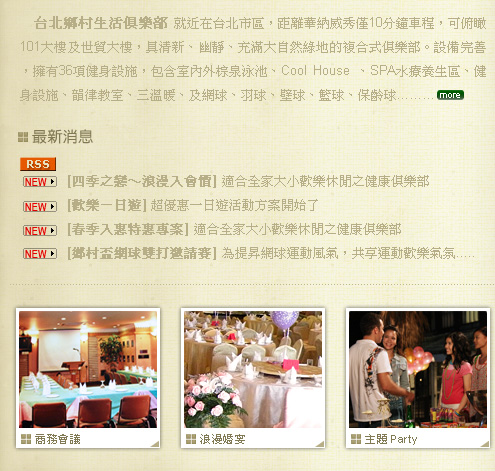 台北鄉村生活俱樂部 就近在台北市區，距離華納威秀僅10分鐘車程，可俯瞰
101大樓及世貿大樓，具清新、幽靜、充滿大自然綠地的複合式俱樂部。設備完善
，擁有36項健身設施，包含室內外棕泉泳池、Cool House 、SPA水療養生區、健
身設施、韻律教室、三溫暖、及網球、羽球、壁球、籃球、保齡球......... more
最新消息
RSS
NEW [四季之戀～浪漫入會價] 適合全家大小歡樂休閒之健康俱樂部
NEW [歡樂一日遊] 超優惠一日遊活動方案開始了
NEW [春季入會特惠專案] 適合全家大小歡樂休閒之健康俱樂部
NEW [鄉村盃網球雙打邀請賽] 為提昇網球運動風氣，共享運動歡樂氣氛.....
商務會議
浪漫婚宴
主題 Party